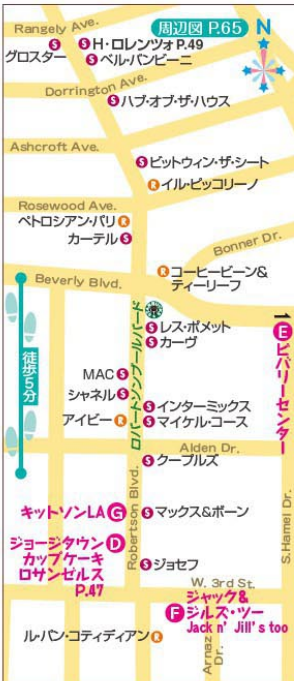 Rangely Ave.
周辺図 P.65
N
S
グロスター
S H・ロレンツォ P.49
S ベル・バンビーニ
Dorrington Ave.
S ハブ・オブ・ザ・ハウス
Ashcroft Ave.
S ビットウィン・ザ・シート
R イル・ピッコリーノ
Rosewood Ave.
ペトロシアン・パリ R
カーテル S
Bonner Dr.
R コーヒービーン&
ティーリーフ
Beverly Blvd.
徒歩5分
ロバートソンブールバード
S レス・ポメット
S カーヴ
1
E ビバリーセンター
MAC S
シャネル S
アイビー R
S インターミックス
S マイケル・コース
Alden Dr.
S クープルズ
キットソンLA G
S マックス&ボーン
ジョージタウン D
カップケーキ
ロサンゼルス
P.47
Robertson Blvd.
S.Hamel Dr.
S ジョセフ
W. 3rd St.
F ジャック&
ジルズ・ツー
Jack n' Jill's too
ル・パン・コティディアン R
Arnaz
Dr.